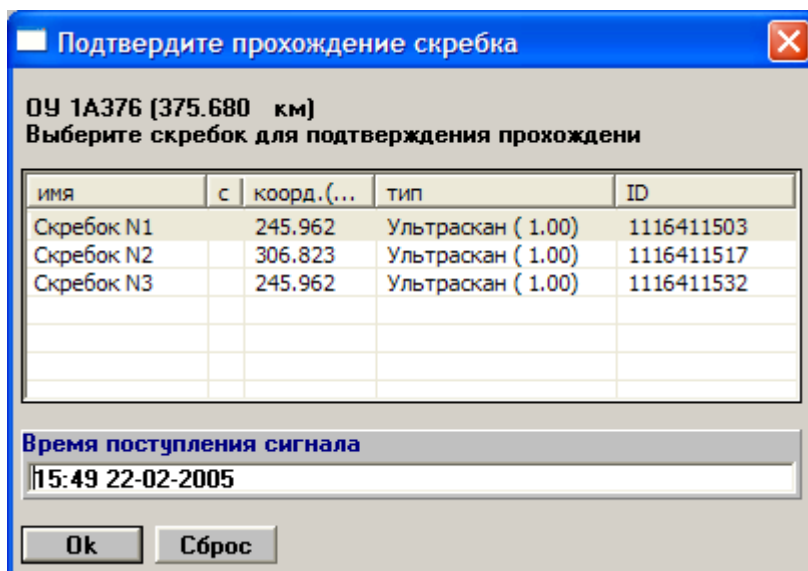 Подтвердите прохождение скребка
ОУ 1А376 (375.680 км)
Выберите скребок для подтверждения прохождени
имя с коорд.(... тип ID
Скребок N1 245.962 Ультраскан ( 1.00) 1116411503
Скребок N2 306.823 Ультраскан ( 1.00) 1116411517
Скребок N3 245.962 Ультраскан ( 1.00) 1116411532
Время поступления сигнала
15:49 22-02-2005
Ok Сброс